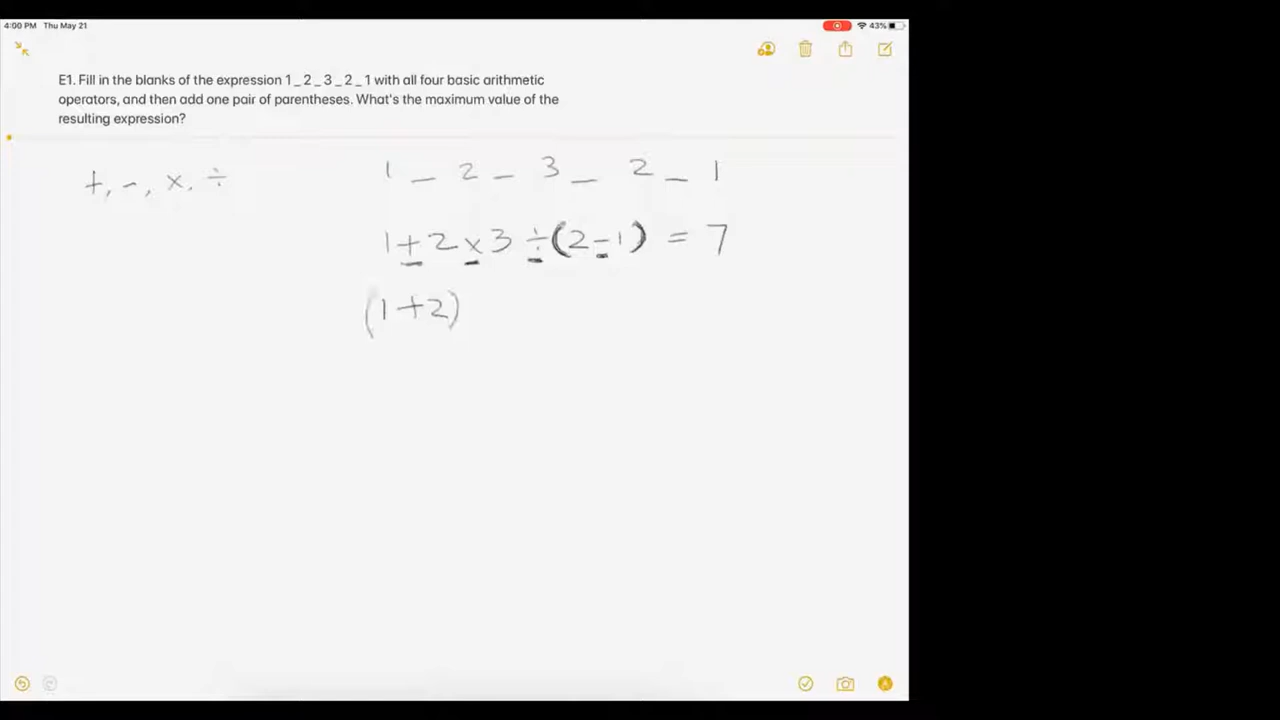 4:00 PM Thu May 21 43%
E1. Fill in the blanks of the expression 1 _ 2 _ 3 _ 2 _ 1 with all four basic arithmetic
operators, and then add one pair of parentheses. What's the maximum value of the
resulting expression?
+, -, x, ÷
1 _ 2 _ 3 _ 2 _ 1
1 + 2 x 3 ÷ (2 - 1) = 7
(1 + 2)